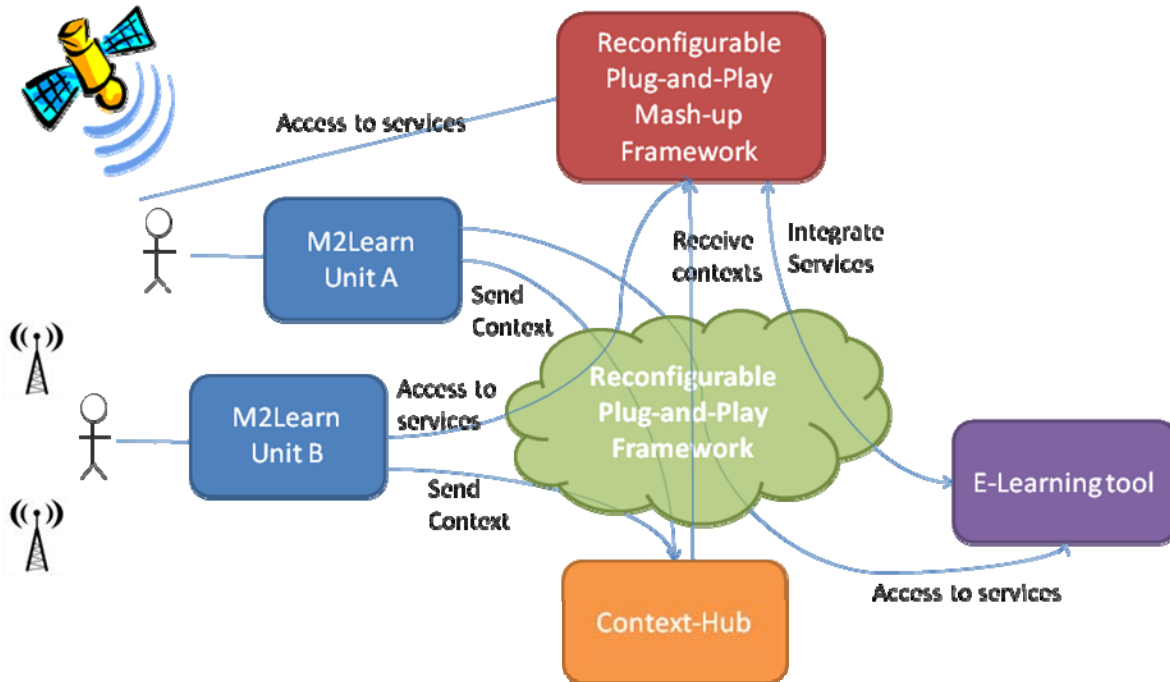 Reconfigurable
Plug-and-Play
Mash-up
Framework
Access to services
M2Learn
Unit A
Receive
contexts
Integrate
Services
Send
Context
Reconfigurable
Plug-and-Play
Framework
M2Learn
Unit B
Access to
services
Send
Context
E-Learning tool
Access to services
Context-Hub